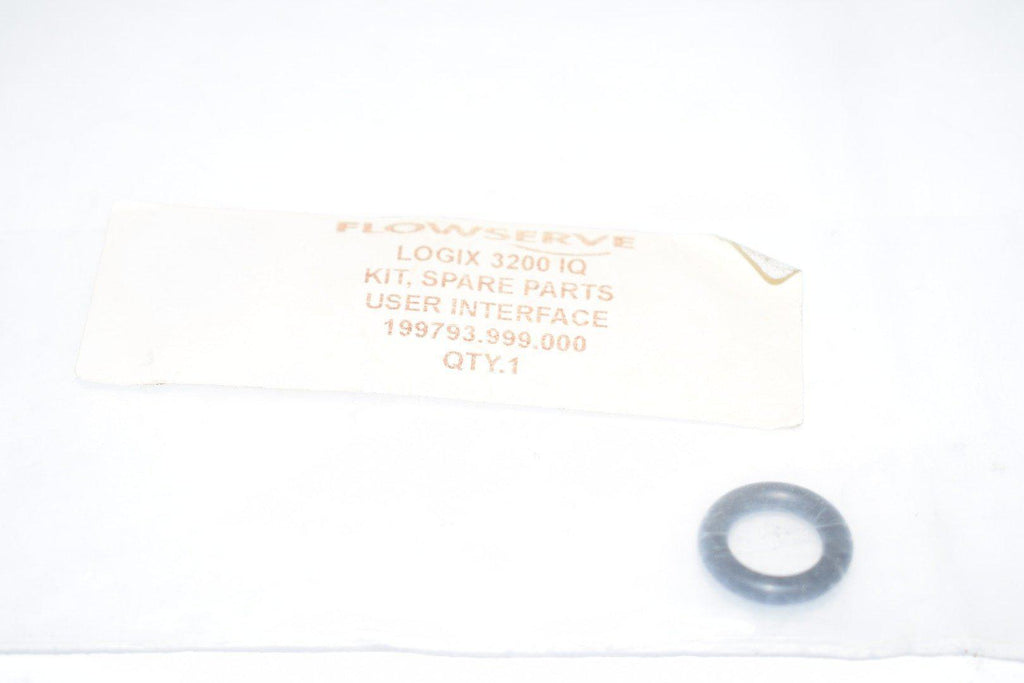 FLOWSERVE
LOGIX 3200 IQ
KIT, SPARE PARTS
USER INTERFACE
199793.999.000
QTY.1